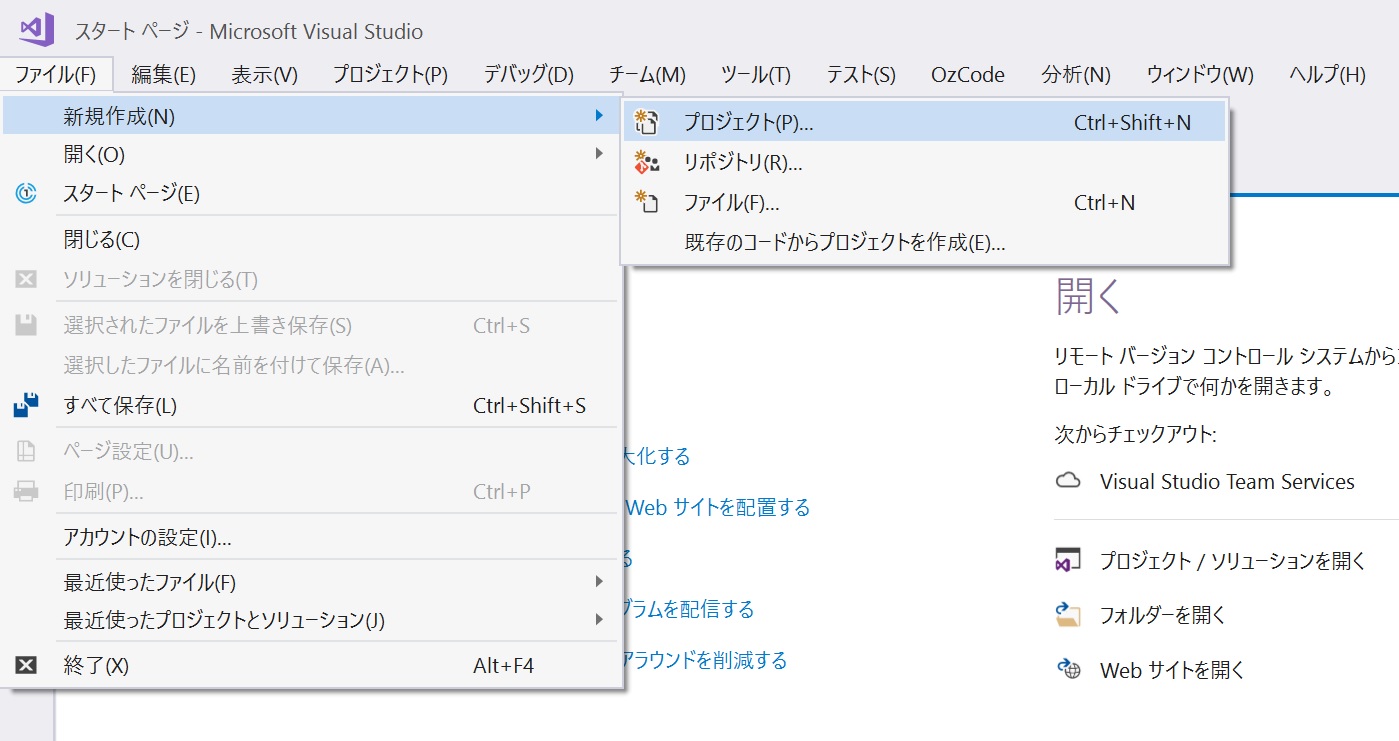 スタート ページ - Microsoft Visual Studio
ファイル(F) 編集(E) 表示(V) プロジェクト(P) デバッグ(D) チーム(M) ツール(T) テスト(S) OzCode 分析(N) ウィンドウ(W) ヘルプ(H)
新規作成(N)
開く(O)
スタート ページ(E)
閉じる(C)
ソリューションを閉じる(T)
選択されたファイルを上書き保存(S) Ctrl+S
選択したファイルに名前を付けて保存(A)...
すべて保存(L) Ctrl+Shift+S
ページ設定(U)...
印刷(P)... Ctrl+P
アカウントの設定(I)...
最近使ったファイル(F)
最近使ったプロジェクトとソリューション(J)
終了(X) Alt+F4
プロジェクト(P)... Ctrl+Shift+N
リポジトリ(R)...
ファイル(F)... Ctrl+N
既存のコードからプロジェクトを作成(E)...
大化する
Web サイトを配置する
る
グラムを配信する
アラウンドを削減する
開く
リモート バージョン コントロール システムから
ローカル ドライブで何かを開きます。
次からチェックアウト:
Visual Studio Team Services
プロジェクト / ソリューションを開く
フォルダーを開く
Web サイトを開く